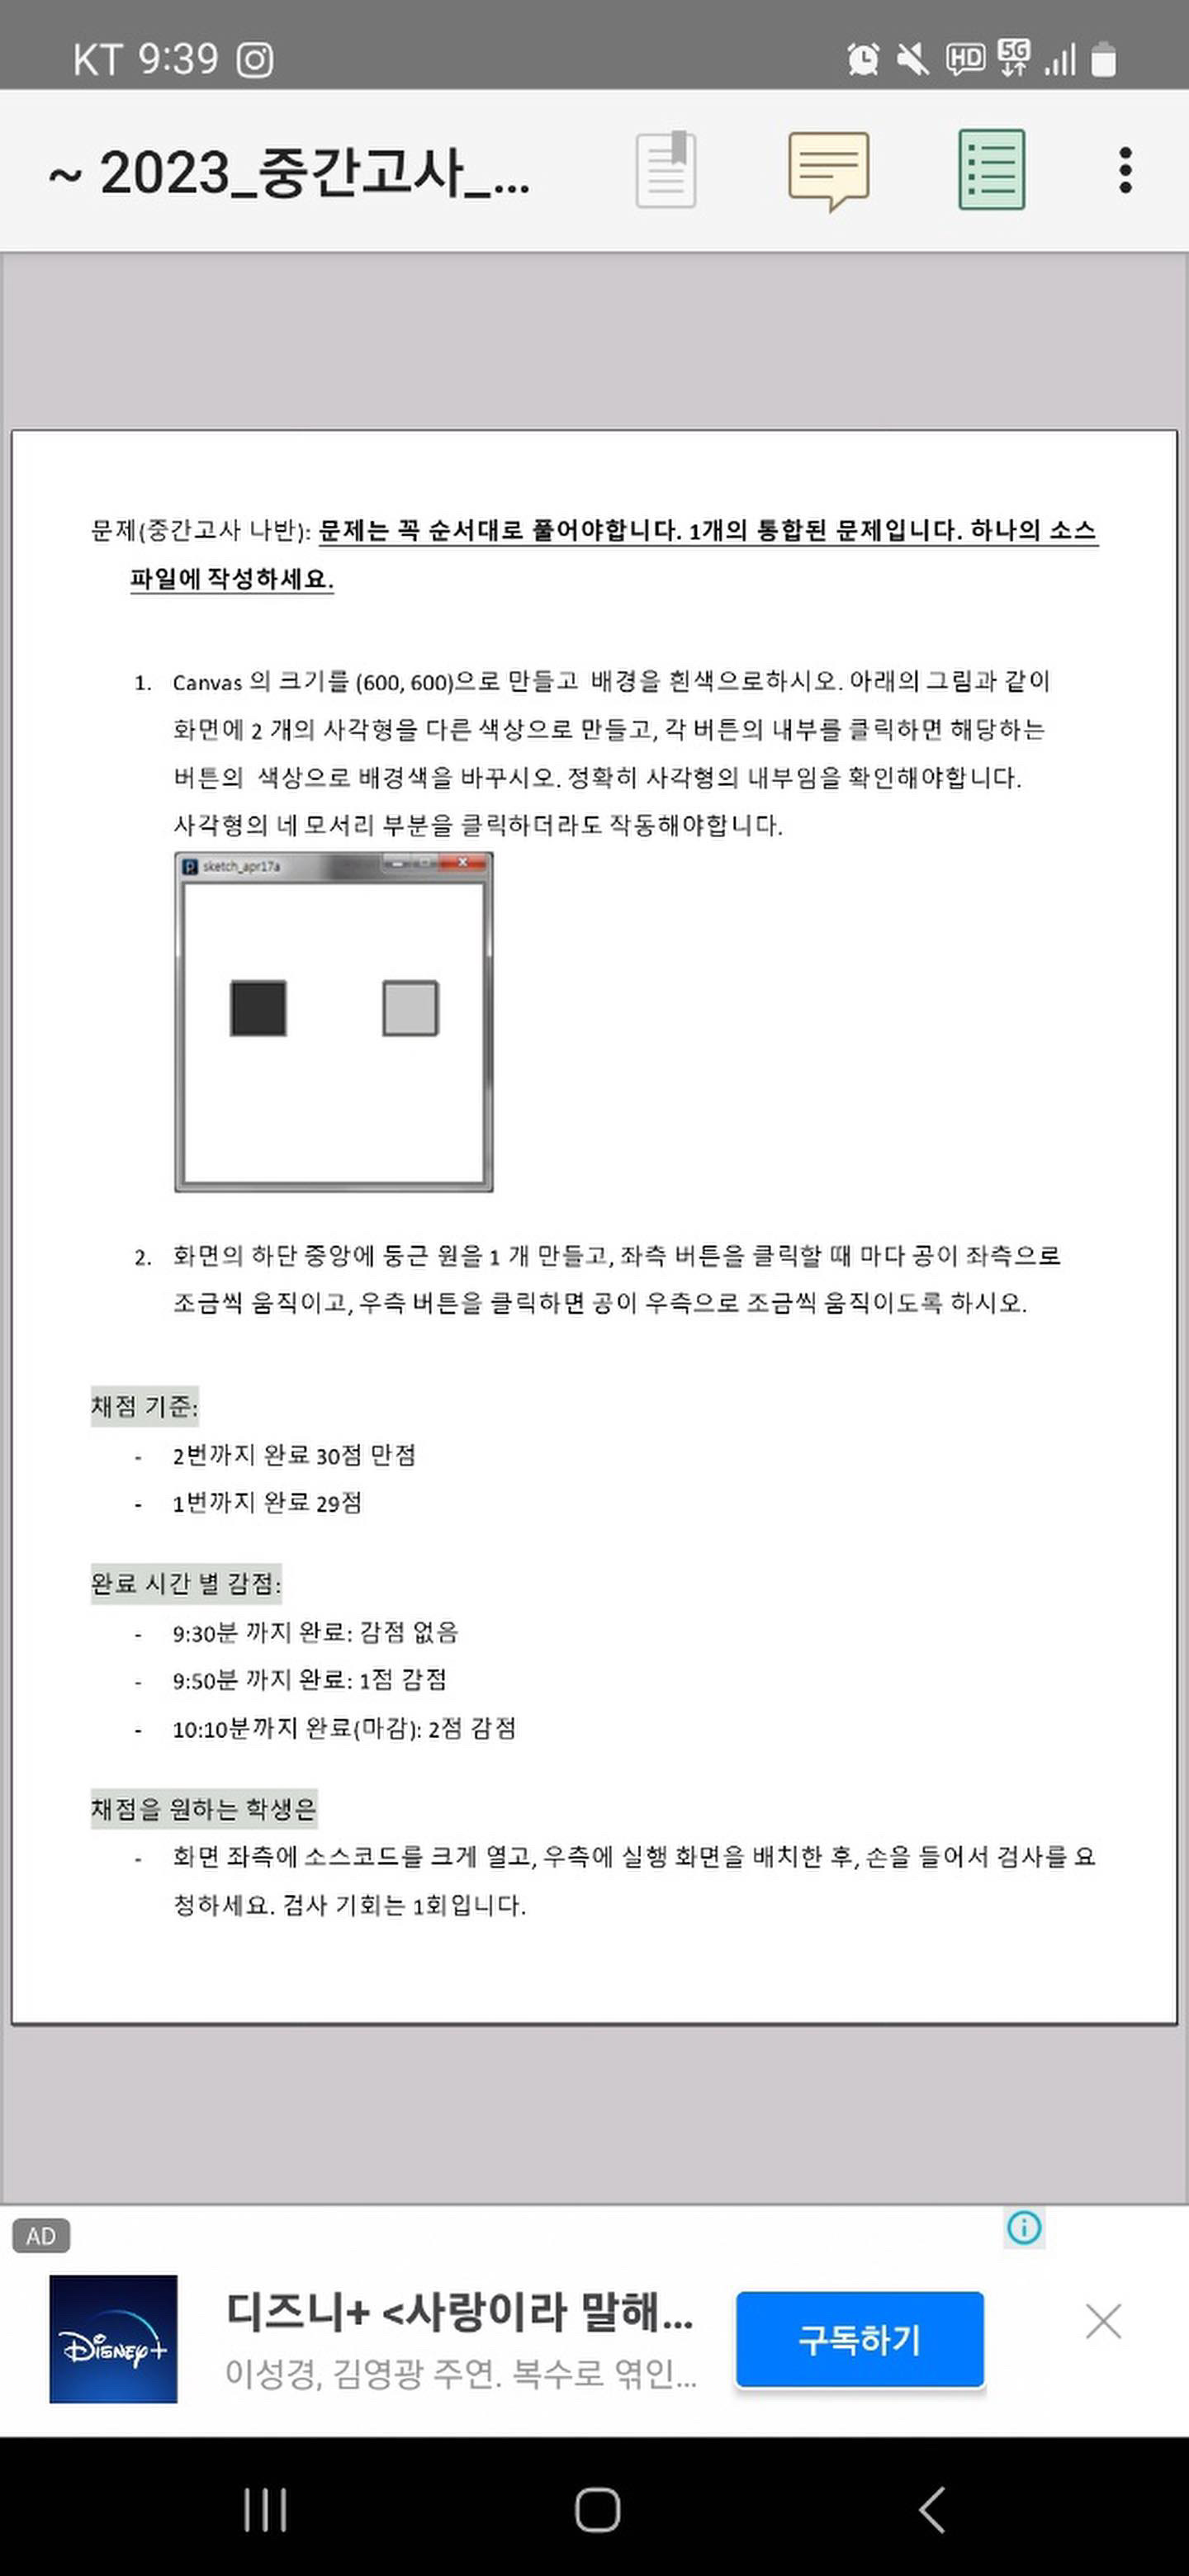 KT 9:39
HD 5G
~ 2023_중간고사_...
문제(중간고사 나반): 문제는 꼭 순서대로 풀어야합니다. 1개의 통합된 문제입니다. 하나의 소스
파일에 작성하세요.
1. Canvas 의 크기를 (600, 600)으로 만들고 배경을 흰색으로하시오. 아래의 그림과 같이
화면에 2 개의 사각형을 다른 색상으로 만들고, 각 버튼의 내부를 클릭하면 해당하는
버튼의 색상으로 배경색을 바꾸시오. 정확히 사각형의 내부임을 확인해야합니다.
사각형의 네 모서리 부분을 클릭하더라도 작동해야합니다.
sketch_apr17a
2. 화면의 하단 중앙에 둥근 원을 1 개 만들고, 좌측 버튼을 클릭할 때 마다 공이 좌측으로
조금씩 움직이고, 우측 버튼을 클릭하면 공이 우측으로 조금씩 움직이도록 하시오.
채점 기준:
- 2번까지 완료 30점 만점
- 1번까지 완료 29점
완료 시간 별 감점:
- 9:30분 까지 완료: 감점 없음
- 9:50분 까지 완료: 1점 감점
- 10:10분까지 완료(마감): 2점 감점
채점을 원하는 학생은
- 화면 좌측에 소스코드를 크게 열고, 우측에 실행 화면을 배치한 후, 손을 들어서 검사를 요
청하세요. 검사 기회는 1회입니다.
AD
Disney+
디즈니+ <사랑이라 말해...
이성경, 김영광 주연. 복수로 엮인...
구독하기